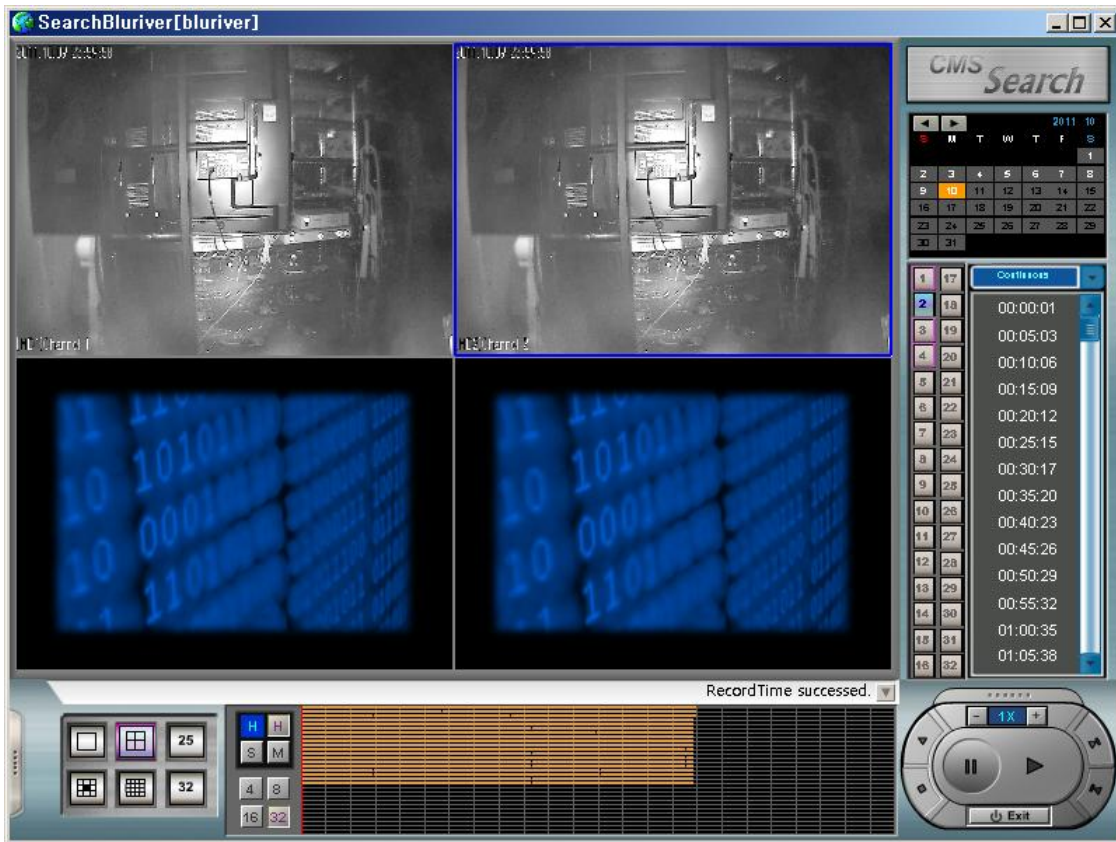 SearchBluriver[bluriver]
CMS Search
2011 10
S M T W T F S
1
2 3 4 5 6 7 8
9 10 11 12 13 14 15
16 17 18 19 20 21 22
23 24 25 26 27 28 29
30 31
Continuous
1 17
2 18
3 19
4 20
5 21
6 22
7 23
8 24
9 25
10 26
11 27
12 28
13 29
14 30
15 31
16 32
00:00:01
00:05:03
00:10:06
00:15:09
00:20:12
00:25:15
00:30:17
00:35:20
00:40:23
00:45:26
00:50:29
00:55:32
01:00:35
01:05:38
RecordTime successed.
25
32
H H
S M
4 8
16 32
1X
Exit